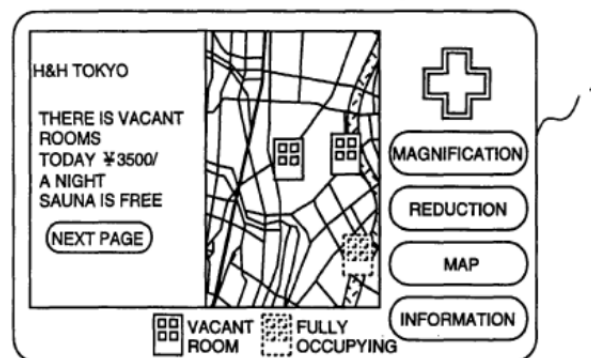 H&H TOKYO
THERE IS VACANT
ROOMS
TODAY ¥3500/
A NIGHT
SAUNA IS FREE
NEXT PAGE
MAGNIFICATION
REDUCTION
MAP
INFORMATION
VACANT
ROOM
FULLY
OCCUPYING